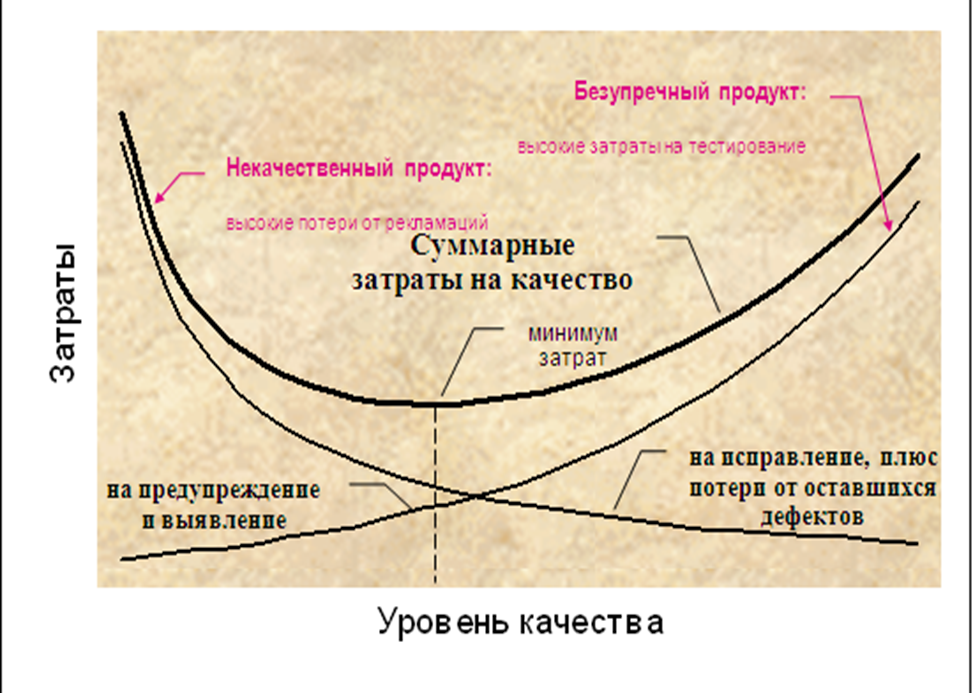 Безупречный продукт:
высокие затраты на тестирование
Некачественный продукт:
высокие потери от рекламаций
Суммарные
затраты на качество
минимум
затрат
на исправление, плюс
потери от оставшихся
дефектов
на предупреждение
и выявление
Затраты
Уровень качества